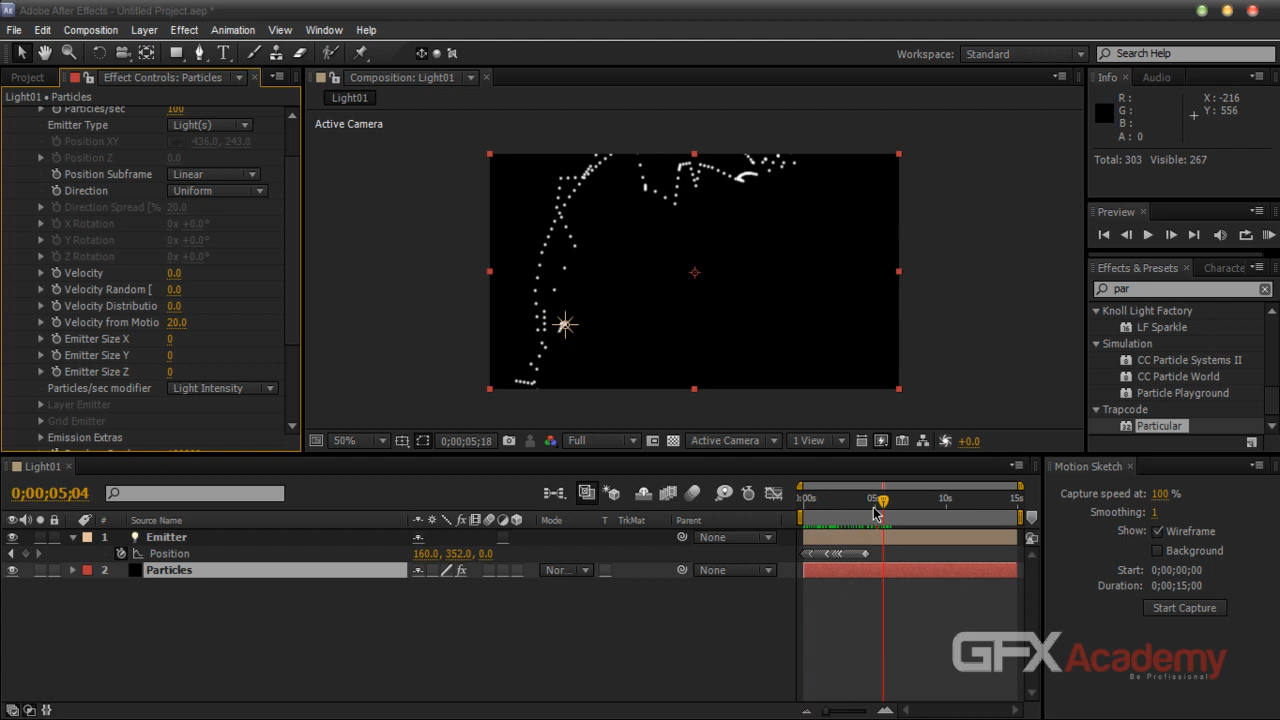 Adobe After Effects - Untitled Project.aep *
File Edit Composition Layer Effect Animation View Window Help
Workspace: Standard Search Help
Project Effect Controls: Particles
Composition: Light01
Info Audio
Light01 • Particles
Light01
R :
G :
B :
A : 0
X : -216
Y : 556
Total: 303 Visible: 267
Particles/sec 100
Emitter Type Light(s)
Position XY 436.0, 243.0
Position Z 0.0
Position Subframe Linear
Direction Uniform
Direction Spread [% 20.0
X Rotation 0x +0.0°
Y Rotation 0x +0.0°
Z Rotation 0x +0.0°
Velocity 0.0
Velocity Random [ 0.0
Velocity Distributio 0.0
Velocity from Motio 20.0
Emitter Size X 0
Emitter Size Y 0
Emitter Size Z 0
Particles/sec modifier Light Intensity
Layer Emitter
Grid Emitter
Emission Extras
Active Camera
Preview
Effects & Presets Characte
par
Knoll Light Factory
LF Sparkle
Simulation
CC Particle Systems II
CC Particle World
Particle Playground
Trapcode
Particular
50% 0;00;05;18 Full Active Camera 1 View +0.0
Light01
0;00;05;04
# Source Name Mode T TrkMat Parent
0:00s 05s 10s 15s
1 Emitter None
Position 160.0, 352.0, 0.0
2 Particles Nor... None
Motion Sketch
Capture speed at: 100 %
Smoothing: 1
Show: Wireframe
Background
Start: 0;00;00;00
Duration: 0;00;15;00
Start Capture
GFXAcademy
Be Profissional